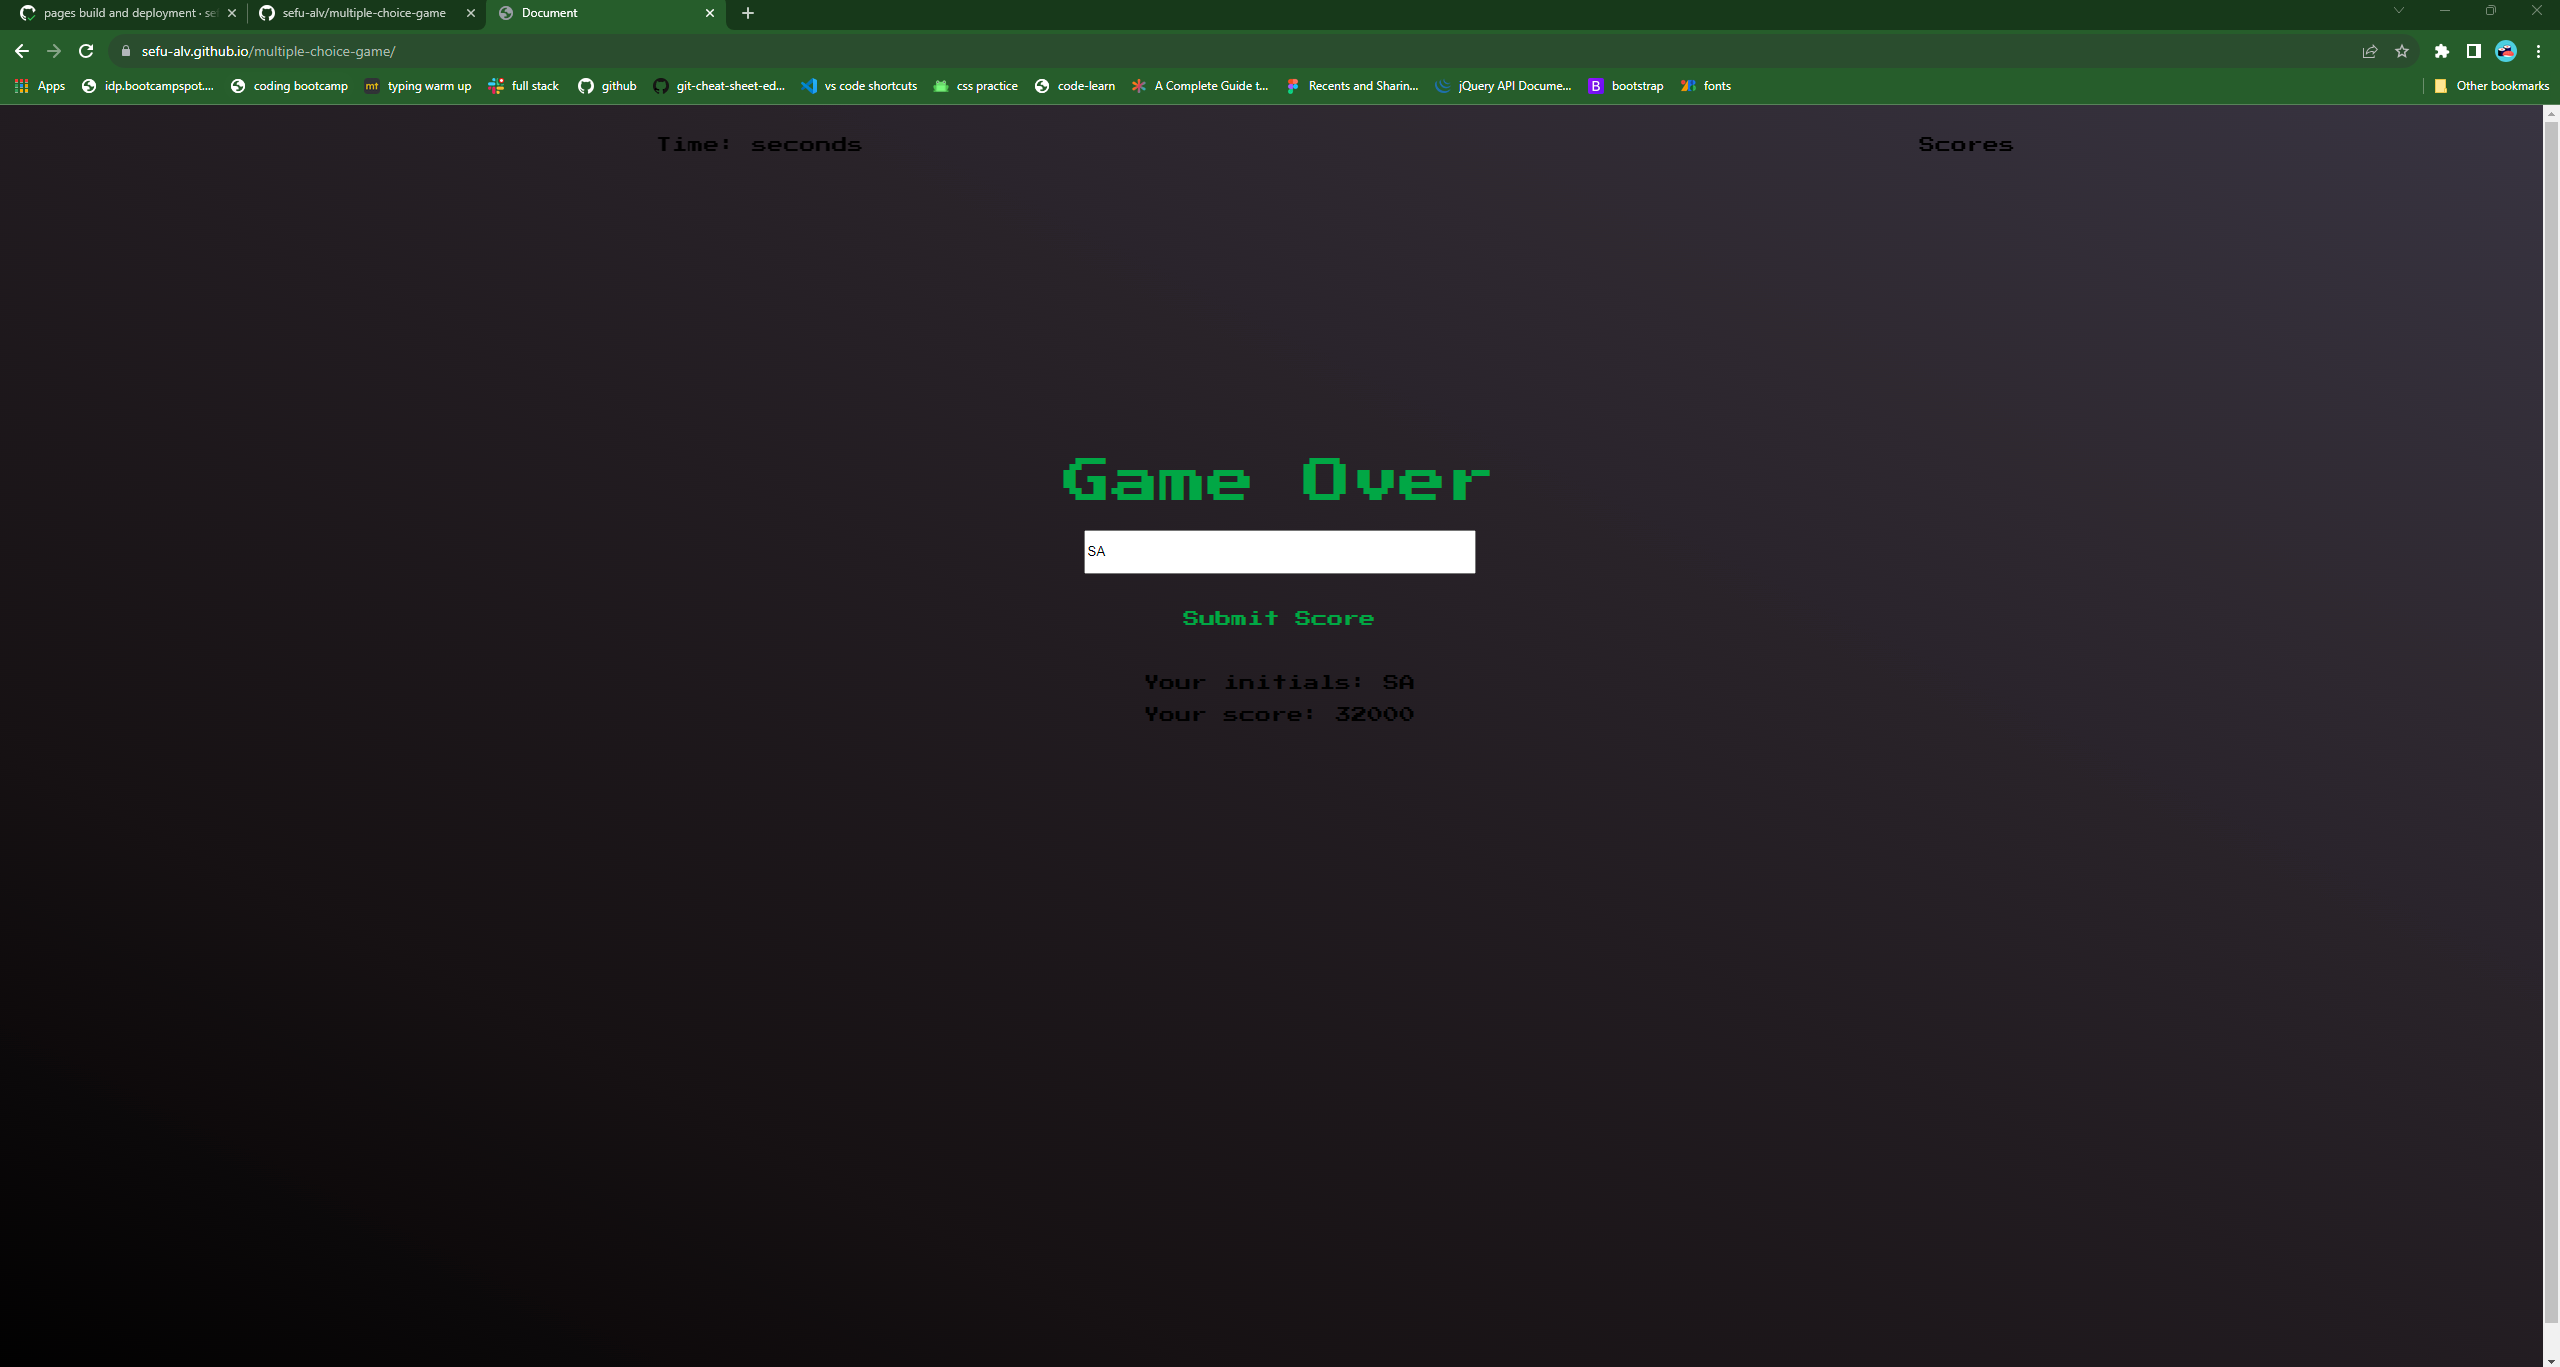 pages build and deployment · se
sefu-alv/multiple-choice-game
Document
sefu-alv.github.io/multiple-choice-game/
Apps
idp.bootcampspot....
coding bootcamp
mt
typing warm up
full stack
github
git-cheat-sheet-ed...
vs code shortcuts
css practice
code-learn
A Complete Guide t...
Recents and Sharin...
jQuery API Docume...
B
bootstrap
fonts
Other bookmarks
Time: seconds
Scores
Game Over
SA
Submit Score
Your initials: SA
Your score: 32000